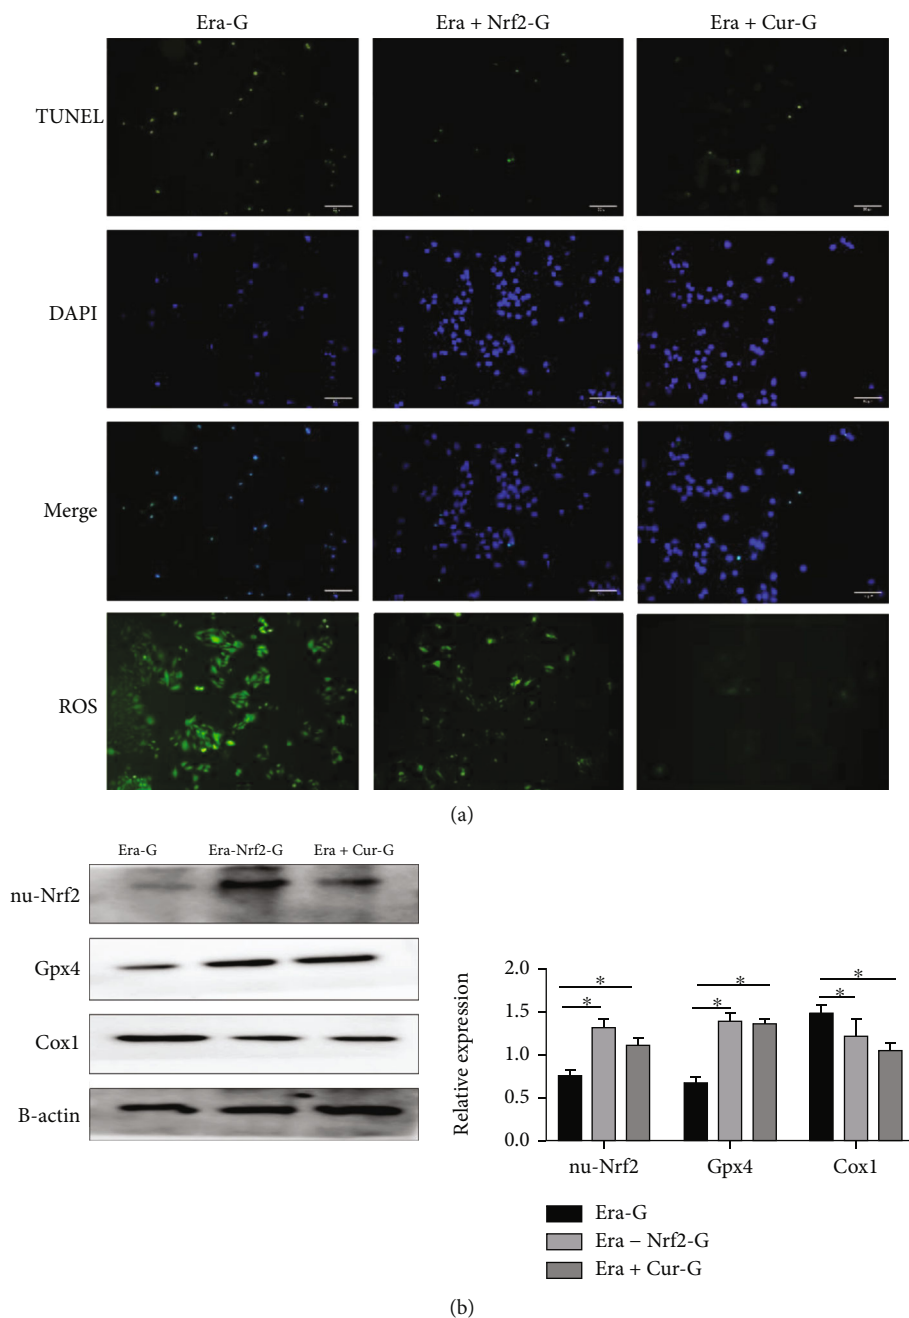 Era-G Era + Nrf2-G Era + Cur-G
TUNEL
DAPI
Merge
ROS
(a)
Era-G Era-Nrf2-G Era + Cur-G
nu-Nrf2
Gpx4
Cox1
B-actin
Relative expression
2.0
1.5
1.0
0.5
0.0
* * * * * *
nu-Nrf2 Gpx4 Cox1
Era-G
Era − Nrf2-G
Era + Cur-G
(b)